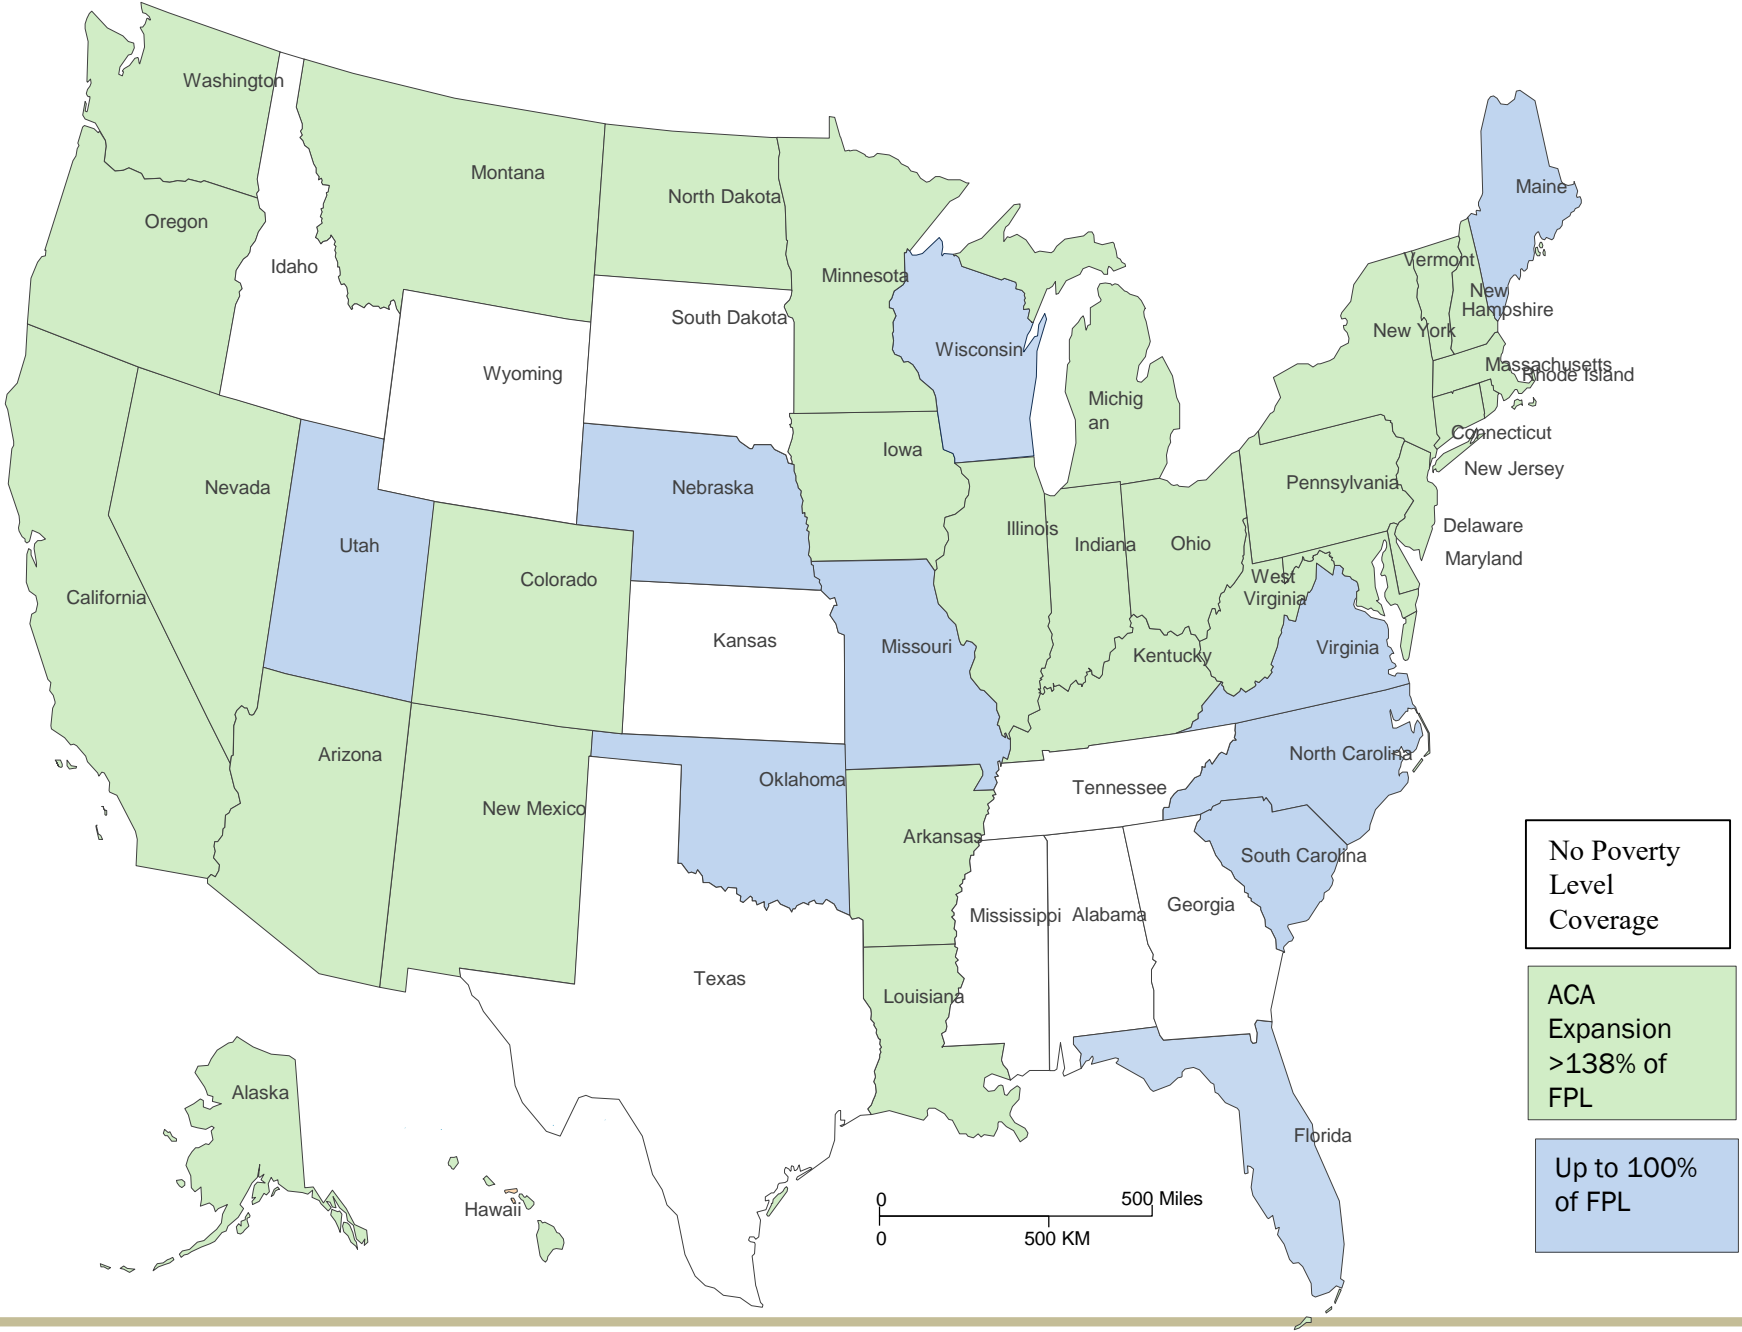 Washington
Montana
North Dakota
Maine
Oregon
Idaho
Minnesota
Vermont
New
Hampshire
South Dakota
New York
Wisconsin
Wyoming
Massachusetts
Rhode Island
Michig
an
Iowa
Connecticut
New Jersey
Nevada
Nebraska
Pennsylvania
Delaware
Illinois
Indiana
Ohio
Utah
Maryland
Colorado
West
Virginia
California
Kansas
Missouri
Kentucky
Virginia
Arizona
North Carolina
Oklahoma
Tennessee
New Mexico
Arkansas
South Carolina
Mississippi
Alabama
Georgia
Texas
Louisiana
Alaska
Florida
Hawaii
0
500 Miles
0
500 KM
No Poverty
Level
Coverage
ACA
Expansion
>138% of
FPL
Up to 100%
of FPL